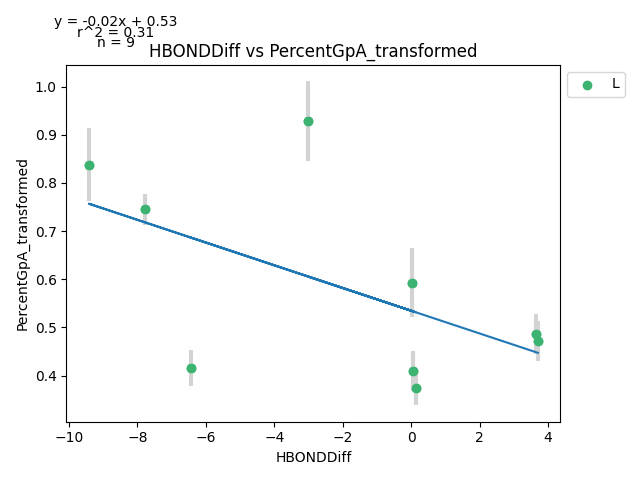 y = -0.02x + 0.53
r^2 = 0.31
n = 9
HBONDDiff vs PercentGpA_transformed
L
1.0
0.9
0.8
0.7
0.6
0.5
0.4
PercentGpA_transformed
−10
−8
−6
−4
−2
0
2
4
HBONDDiff